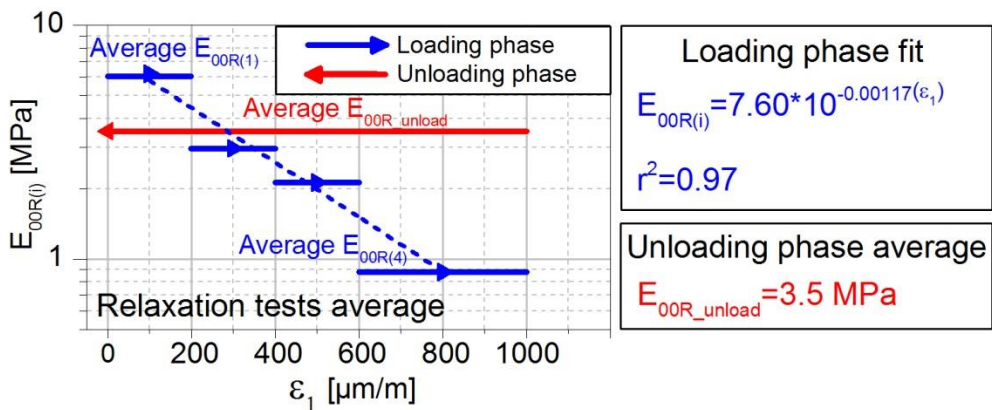 10
Average E00R(1)
Loading phase
Unloading phase
Average E00R_unload
E00R(i) [MPa]
1
Average E00R(4)
Relaxation tests average
0 200 400 600 800 1000
ε1 [µm/m]
Loading phase fit
E00R(i)=7.60*10^-0.00117(ε1)
r²=0.97
Unloading phase average
E00R_unload=3.5 MPa